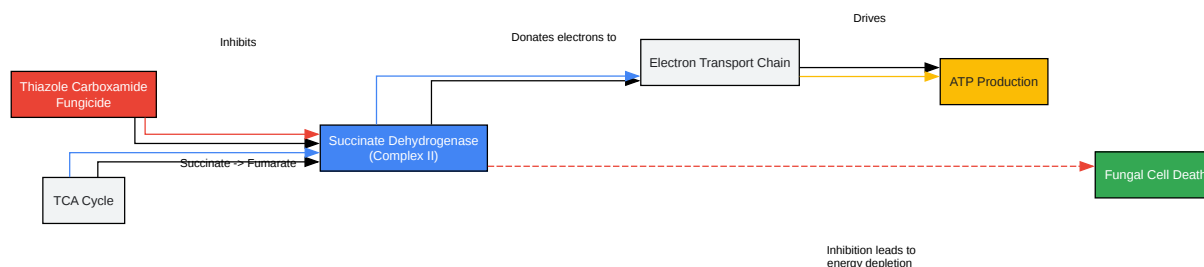 Drives
Inhibits
Donates electrons to
Electron Transport Chain
Thiazole Carboxamide
Fungicide
ATP Production
Succinate Dehydrogenase
(Complex II)
Succinate -> Fumarate
Fungal Cell Death
TCA Cycle
Inhibition leads to
energy depletion